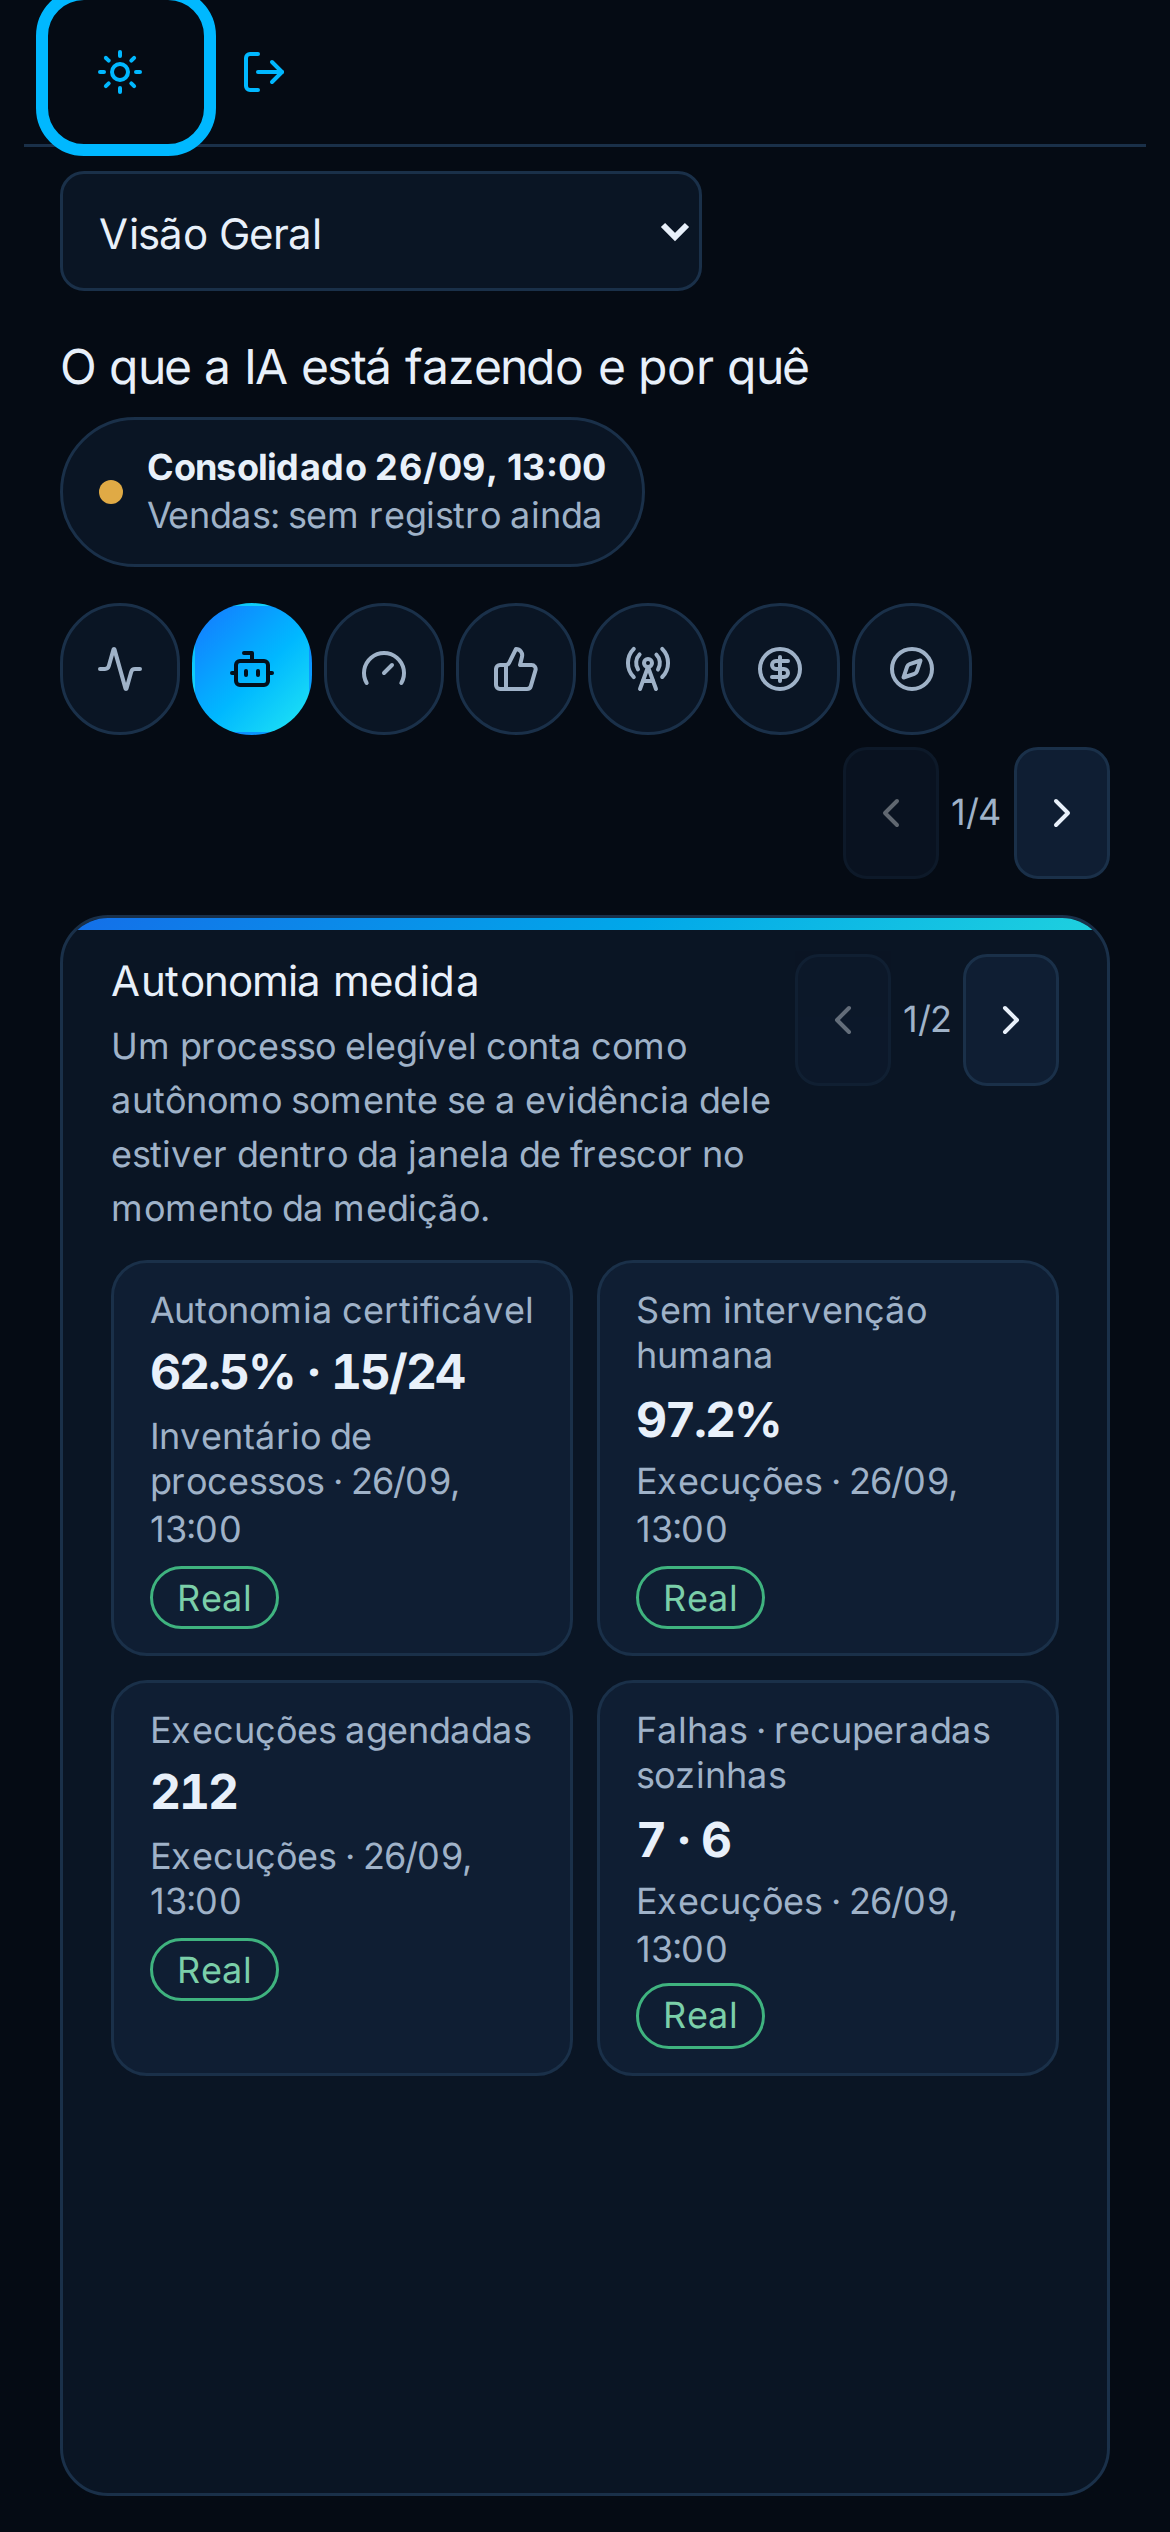 Visão Geral
O que a IA está fazendo e por quê
Consolidado 26/09, 13:00
Vendas: sem registro ainda
1/4
Autonomia medida
1/2
Um processo elegível conta como
autônomo somente se a evidência dele
estiver dentro da janela de frescor no
momento da medição.
Autonomia certificável
62.5% · 15/24
Inventário de
processos · 26/09,
13:00
Real
Sem intervenção
humana
97.2%
Execuções · 26/09,
13:00
Real
Execuções agendadas
212
Execuções · 26/09,
13:00
Real
Falhas · recuperadas
sozinhas
7 · 6
Execuções · 26/09,
13:00
Real